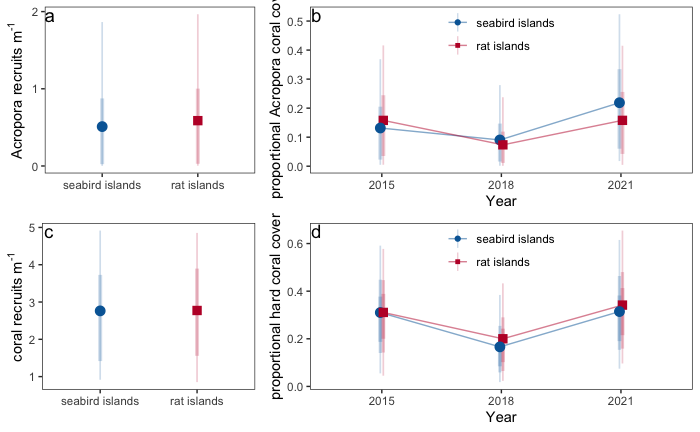 a
Acropora recruits m-1
2
1
0
seabird islands
rat islands
b
proportional Acropora coral cov
0.5
0.4
0.3
0.2
0.1
0.0
seabird islands
rat islands
2015
2018
2021
Year
c
coral recruits m-1
5
4
3
2
1
seabird islands
rat islands
d
proportional hard coral cover
0.6
0.4
0.2
0.0
seabird islands
rat islands
2015
2018
2021
Year